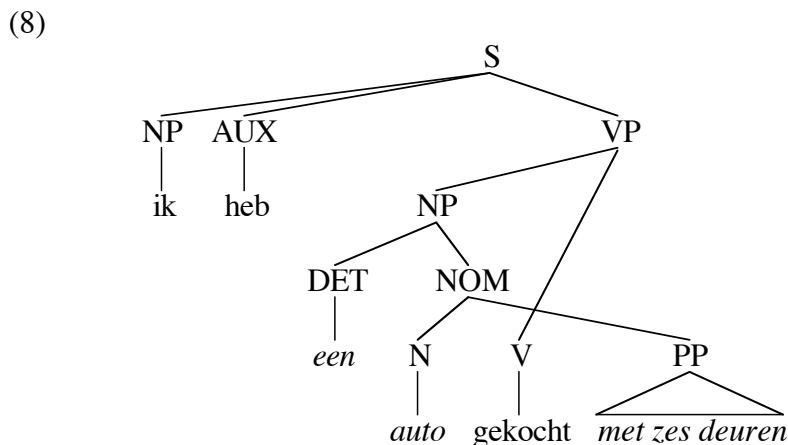 (8)
S
NP AUX VP
ik heb NP
DET NOM
een N V PP
auto gekocht met zes deuren